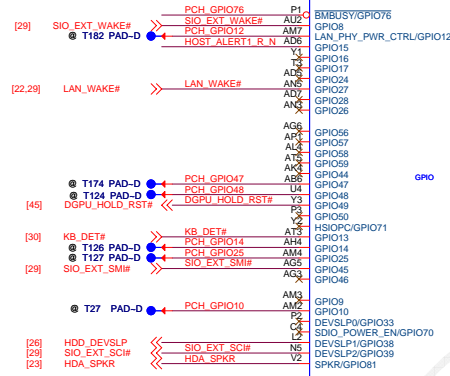 PCH_GPIO76 P1 BMBUSY/GPIO76
[29] SIO_EXT_WAKE# SIO_EXT_WAKE# AU2 GPIO8
@ T182 PAD~D PCH_GPIO12 AM7 LAN_PHY_PWR_CTRL/GPIO12
HOST_ALERT1_R_N AD6 GPIO15
Y1 GPIO16
T3 GPIO17
AD5 GPIO24
[22,29] LAN_WAKE# LAN_WAKE# AN5 GPIO27
AD7 GPIO28
AN3 GPIO26
AG6 GPIO56
AP1 GPIO57
AL4 GPIO58
AT5 GPIO59
AK4 GPIO44
@ T174 PAD~D PCH_GPIO47 AB6 GPIO47 GPIO
@ T124 PAD~D PCH_GPIO48 U4 GPIO48
[45] DGPU_HOLD_RST# DGPU_HOLD_RST# Y3 GPIO49
P3 GPIO50
Y2 HSIOPC/GPIO71
[30] KB_DET# KB_DET# AT3 GPIO13
@ T126 PAD~D PCH_GPIO14 AH4 GPIO14
@ T127 PAD~D PCH_GPIO25 AM4 GPIO25
[29] SIO_EXT_SMI# SIO_EXT_SMI# AG5 GPIO45
AG3 GPIO46
AM3 GPIO9
@ T27 PAD~D PCH_GPIO10 AM2 GPIO10
P2 DEVSLP0/GPIO33
C4 SDIO_POWER_EN/GPIO70
[26] HDD_DEVSLP L2 DEVSLP1/GPIO38
[29] SIO_EXT_SCI# SIO_EXT_SCI# N5 DEVSLP2/GPIO39
[23] HDA_SPKR HDA_SPKR V2 SPKR/GPIO81